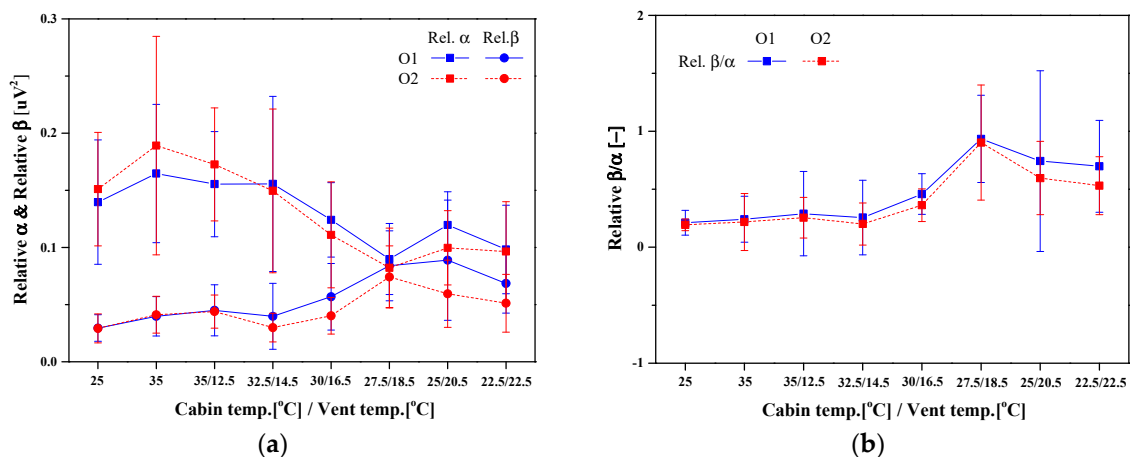 Relative α & Relative β [uV²]
0.3
0.2
0.1
0.0
Rel. α Rel.β
O1
O2
25 35 35/12.5 32.5/14.5 30/16.5 27.5/18.5 25/20.5 22.5/22.5
Cabin temp.[°C] / Vent temp.[°C]
(a)
Relative β/α [–]
2
1
0
-1
O1 O2
Rel. β/α
25 35 35/12.5 32.5/14.5 30/16.5 27.5/18.5 25/20.5 22.5/22.5
Cabin temp.[°C] / Vent temp.[°C]
(b)